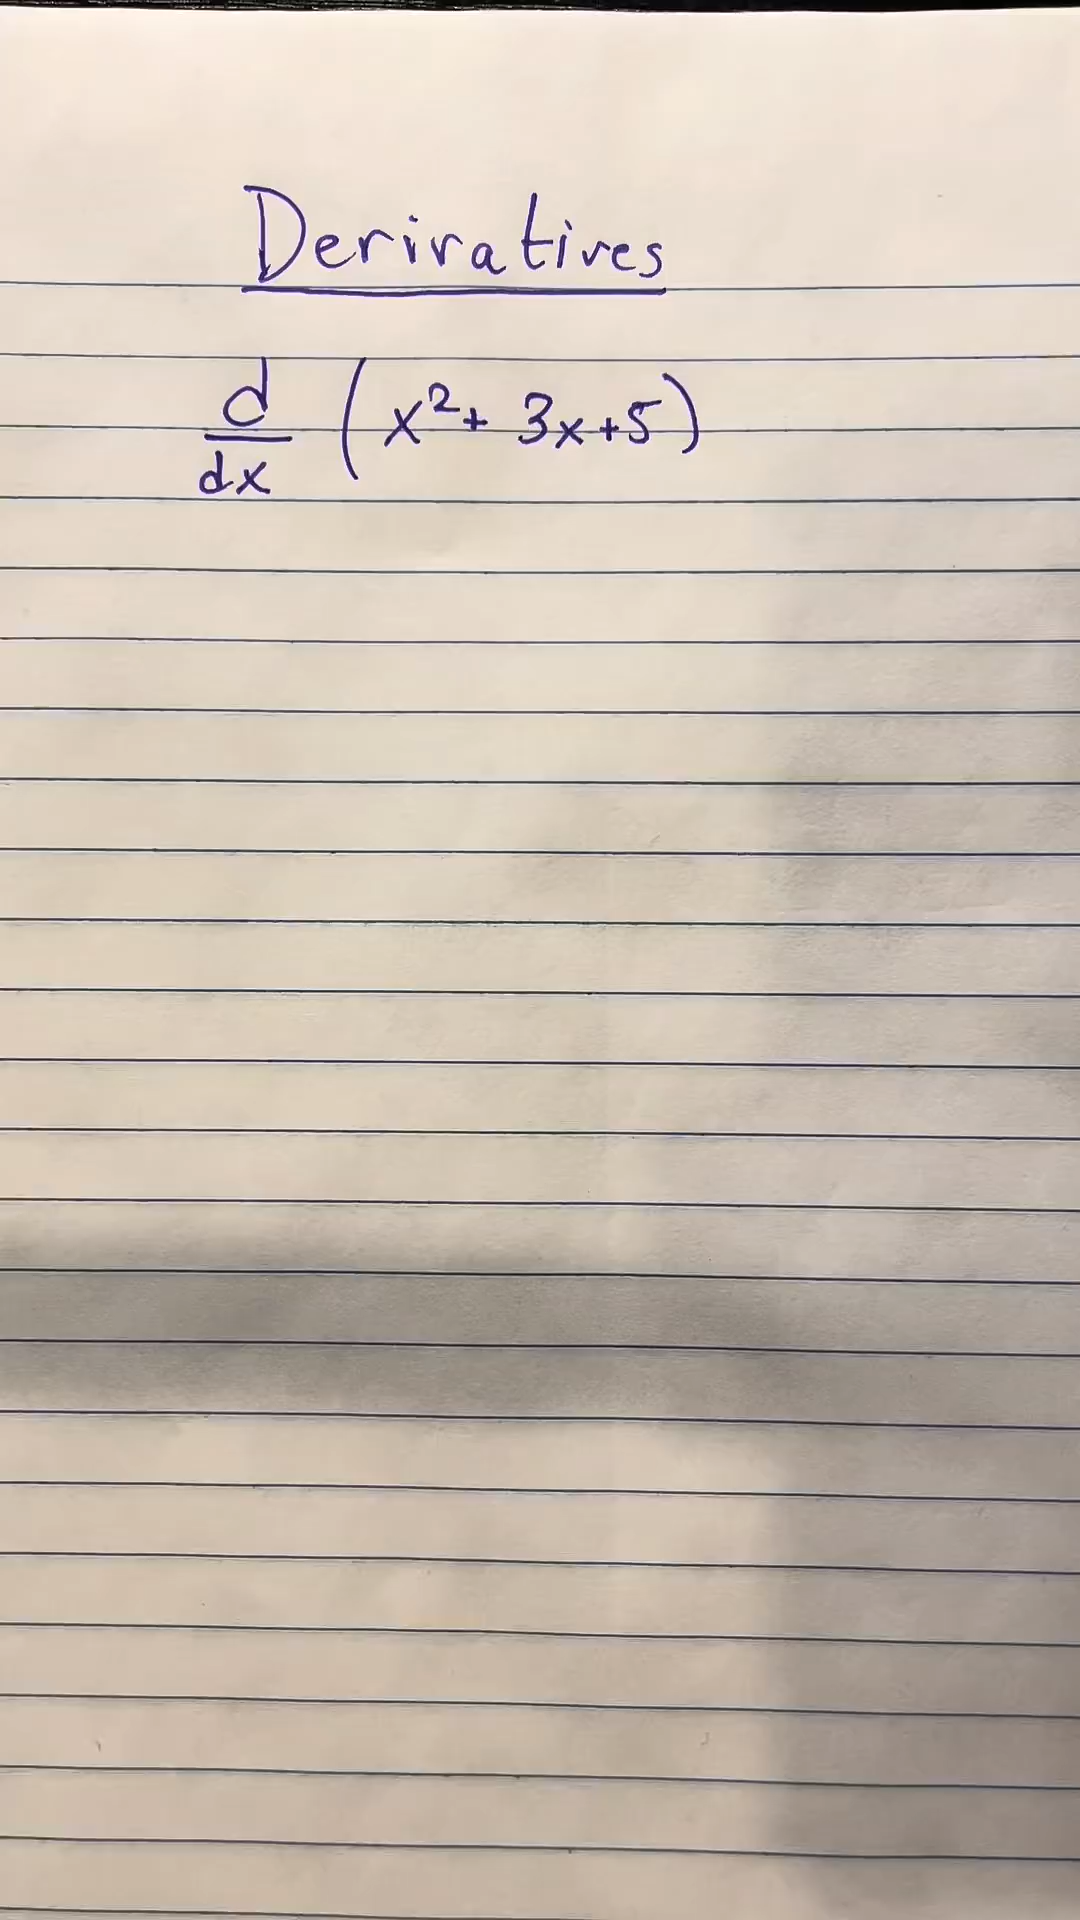 Derivatives
d/dx (x² + 3x + 5)